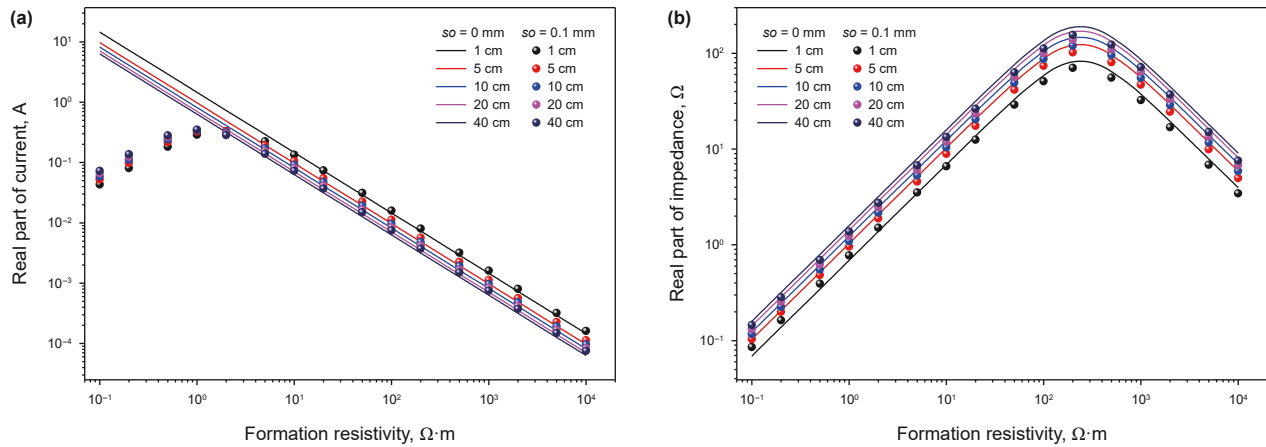 (a)
10¹
10⁰
10⁻¹
10⁻²
10⁻³
10⁻⁴
Real part of current, A
so = 0 mm so = 0.1 mm
1 cm 1 cm
5 cm 5 cm
10 cm 10 cm
20 cm 20 cm
40 cm 40 cm
10⁻¹ 10⁰ 10¹ 10² 10³ 10⁴
Formation resistivity, Ω·m
(b)
10²
10¹
10⁰
10⁻¹
Real part of impedance, Ω
so = 0 mm so = 0.1 mm
1 cm 1 cm
5 cm 5 cm
10 cm 10 cm
20 cm 20 cm
40 cm 40 cm
10⁻¹ 10⁰ 10¹ 10² 10³ 10⁴
Formation resistivity, Ω·m